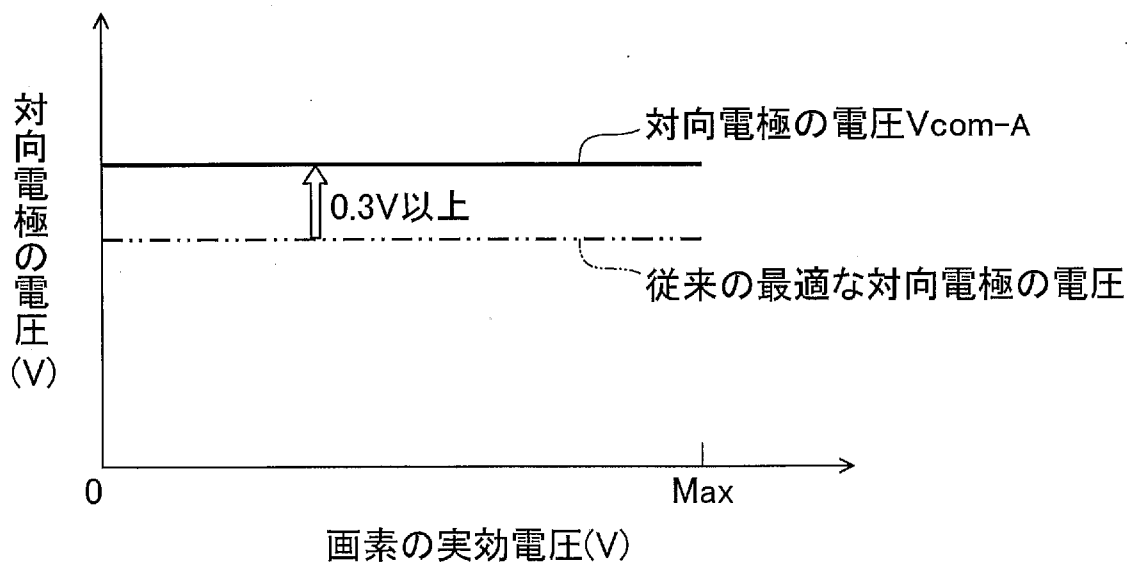 対向電極の電圧(V)
対向電極の電圧Vcom-A
0.3V以上
従来の最適な対向電極の電圧
0
Max
画素の実効電圧(V)